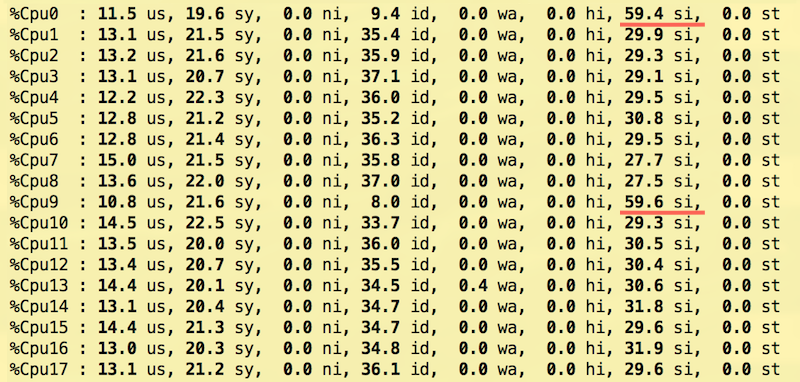 %Cpu0  : 11.5 us, 19.6 sy,  0.0 ni,  9.4 id,  0.0 wa,  0.0 hi, 59.4 si,  0.0 st
%Cpu1  : 13.1 us, 21.5 sy,  0.0 ni, 35.4 id,  0.0 wa,  0.0 hi, 29.9 si,  0.0 st
%Cpu2  : 13.2 us, 21.6 sy,  0.0 ni, 35.9 id,  0.0 wa,  0.0 hi, 29.3 si,  0.0 st
%Cpu3  : 13.1 us, 20.7 sy,  0.0 ni, 37.1 id,  0.0 wa,  0.0 hi, 29.1 si,  0.0 st
%Cpu4  : 12.2 us, 22.3 sy,  0.0 ni, 36.0 id,  0.0 wa,  0.0 hi, 29.5 si,  0.0 st
%Cpu5  : 12.8 us, 21.2 sy,  0.0 ni, 35.2 id,  0.0 wa,  0.0 hi, 30.8 si,  0.0 st
%Cpu6  : 12.8 us, 21.4 sy,  0.0 ni, 36.3 id,  0.0 wa,  0.0 hi, 29.5 si,  0.0 st
%Cpu7  : 15.0 us, 21.5 sy,  0.0 ni, 35.8 id,  0.0 wa,  0.0 hi, 27.7 si,  0.0 st
%Cpu8  : 13.6 us, 22.0 sy,  0.0 ni, 37.0 id,  0.0 wa,  0.0 hi, 27.5 si,  0.0 st
%Cpu9  : 10.8 us, 21.6 sy,  0.0 ni,  8.0 id,  0.0 wa,  0.0 hi, 59.6 si,  0.0 st
%Cpu10 : 14.5 us, 22.5 sy,  0.0 ni, 33.7 id,  0.0 wa,  0.0 hi, 29.3 si,  0.0 st
%Cpu11 : 13.5 us, 20.0 sy,  0.0 ni, 36.0 id,  0.0 wa,  0.0 hi, 30.5 si,  0.0 st
%Cpu12 : 13.4 us, 20.7 sy,  0.0 ni, 35.5 id,  0.0 wa,  0.0 hi, 30.4 si,  0.0 st
%Cpu13 : 14.4 us, 20.1 sy,  0.0 ni, 34.5 id,  0.4 wa,  0.0 hi, 30.6 si,  0.0 st
%Cpu14 : 13.1 us, 20.4 sy,  0.0 ni, 34.7 id,  0.0 wa,  0.0 hi, 31.8 si,  0.0 st
%Cpu15 : 14.4 us, 21.3 sy,  0.0 ni, 34.7 id,  0.0 wa,  0.0 hi, 29.6 si,  0.0 st
%Cpu16 : 13.0 us, 20.3 sy,  0.0 ni, 34.8 id,  0.0 wa,  0.0 hi, 31.9 si,  0.0 st
%Cpu17 : 13.1 us, 21.2 sy,  0.0 ni, 36.1 id,  0.0 wa,  0.0 hi, 29.6 si,  0.0 st